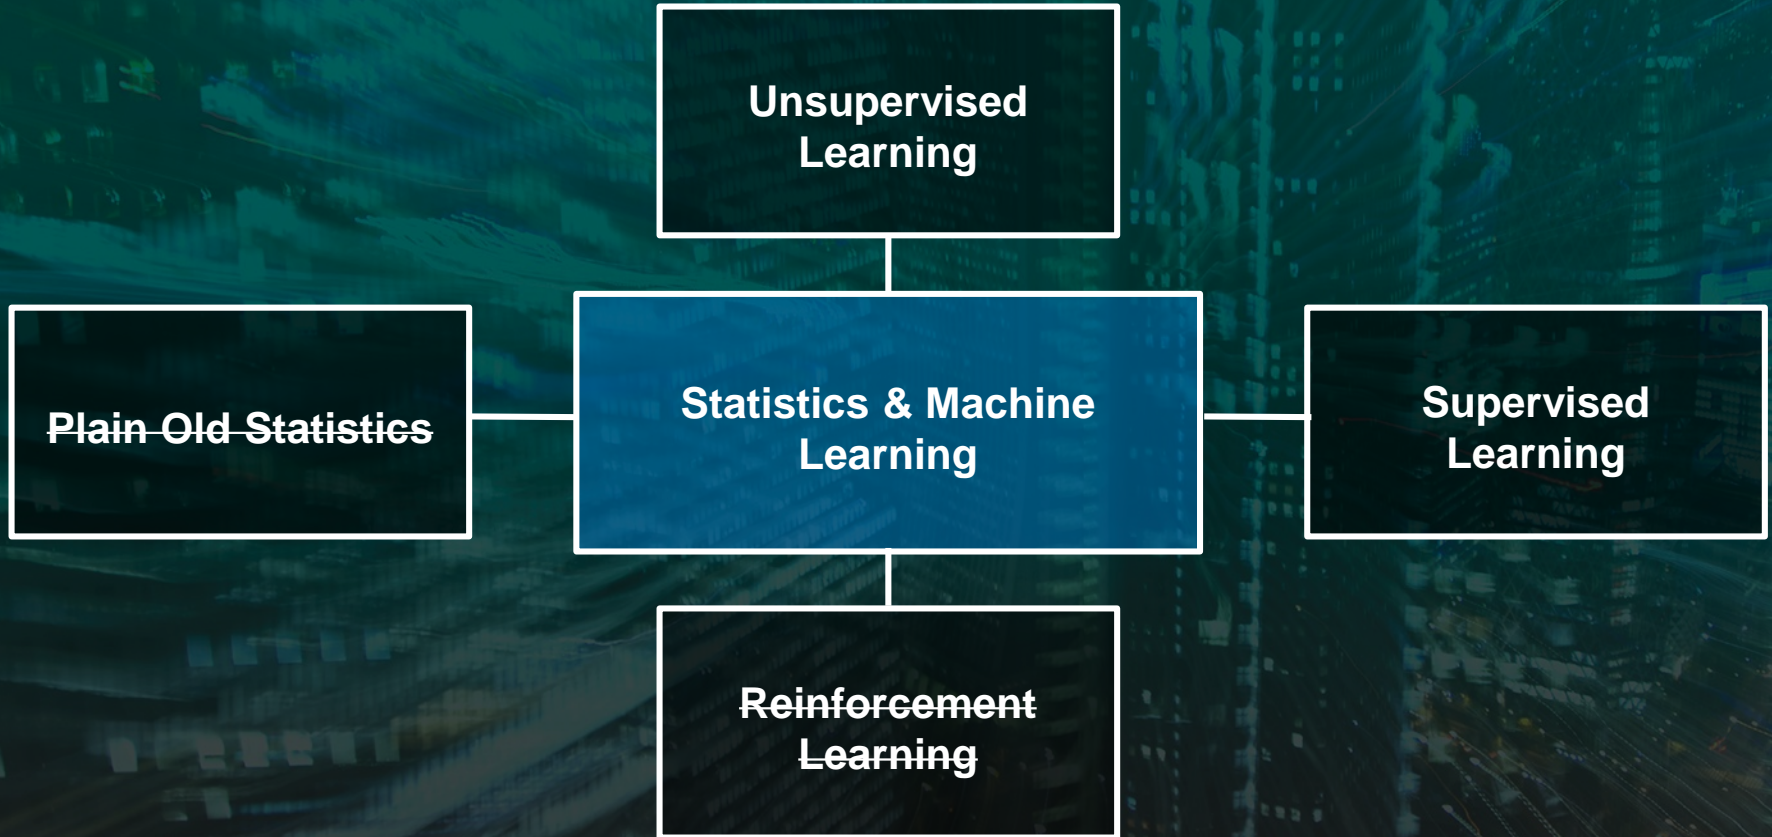 Unsupervised
Learning
Plain Old Statistics
Statistics & Machine
Learning
Supervised
Learning
Reinforcement
Learning